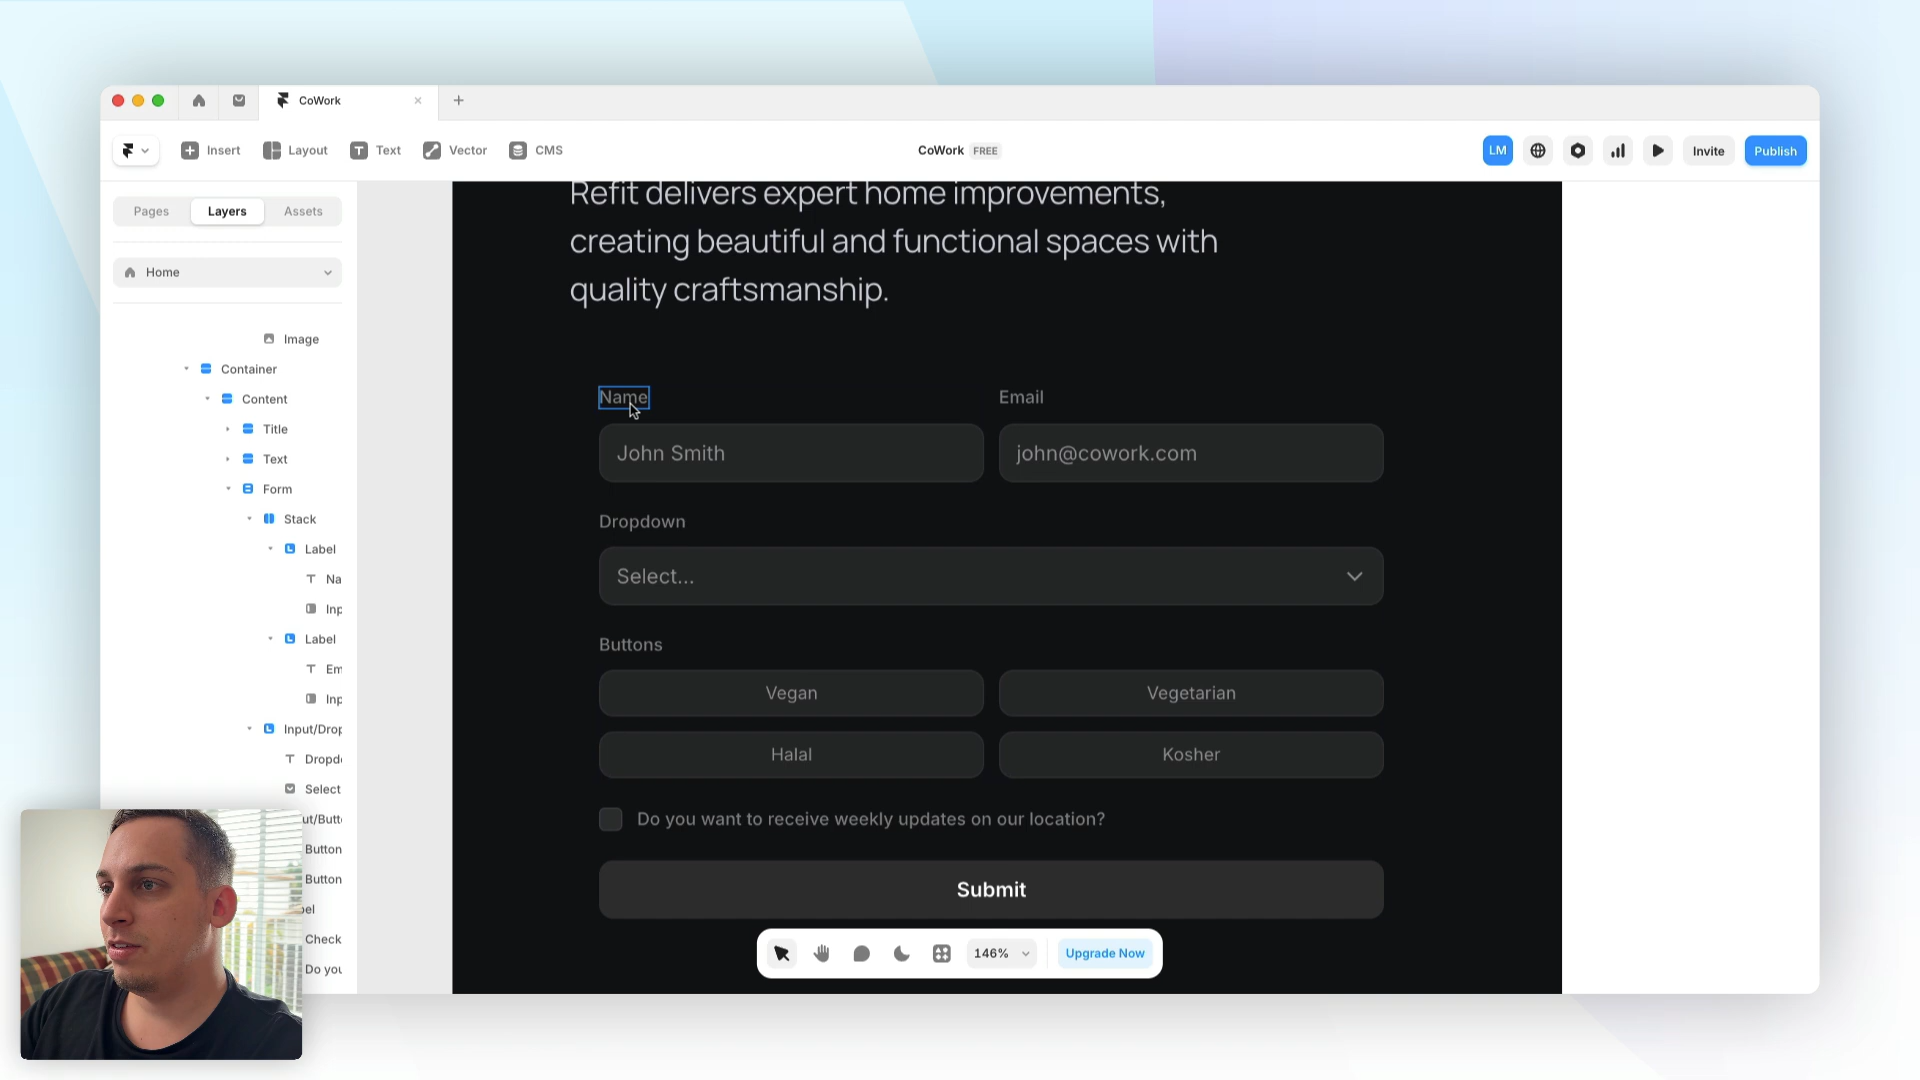 CoWork
Insert
Layout
Text
Vector
CMS
CoWork FREE
LM
Invite
Publish
Pages
Layers
Assets
Home
Image
Container
Content
Title
Text
Form
Stack
Label
Na
Inp
Label
Em
Inp
Input/Drop
Dropd
Select
ut/Butt
Button
Button
el
Check
Do you
Refit delivers expert home improvements,
creating beautiful and functional spaces with
quality craftsmanship.
Name
Email
John Smith
john@cowork.com
Dropdown
Select...
Buttons
Vegan
Vegetarian
Halal
Kosher
Do you want to receive weekly updates on our location?
Submit
146%
Upgrade Now